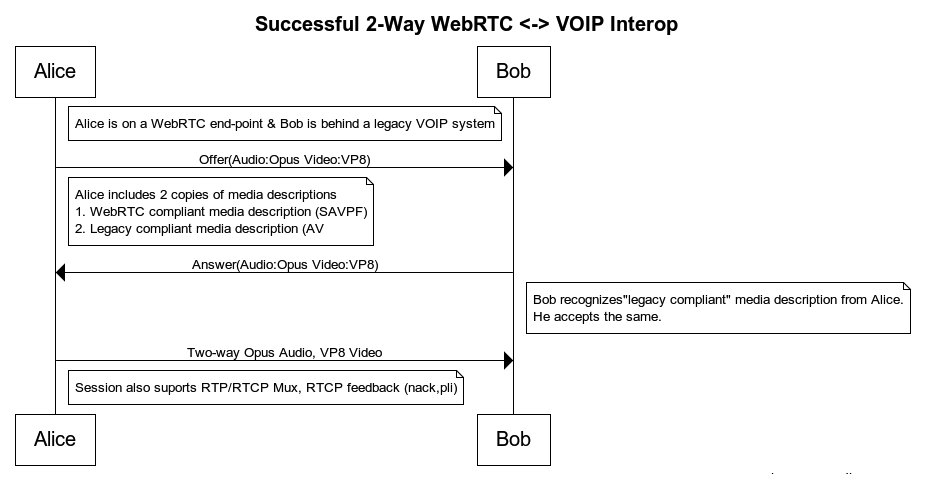 Successful 2-Way WebRTC <-> VOIP Interop
Alice
Bob
Alice is on a WebRTC end-point & Bob is behind a legacy VOIP system
Offer(Audio:Opus Video:VP8)
Alice includes 2 copies of media descriptions
1. WebRTC compliant media description (SAVPF)
2. Legacy compliant media description (AV
Answer(Audio:Opus Video:VP8)
Bob recognizes"legacy compliant" media description from Alice.
He accepts the same.
Two-way Opus Audio, VP8 Video
Session also suports RTP/RTCP Mux, RTCP feedback (nack,pli)
Alice
Bob